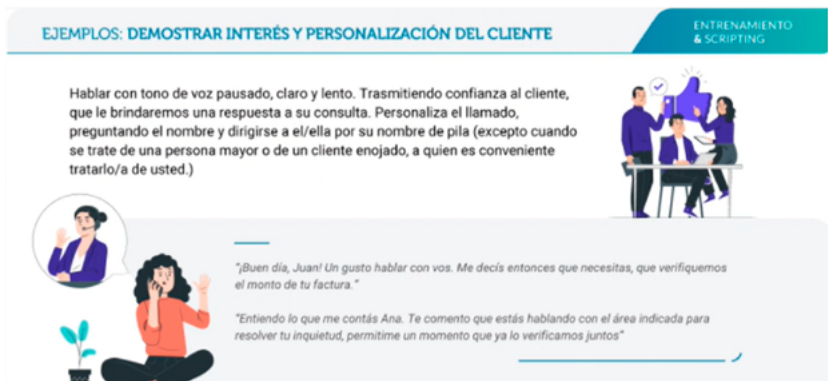 EJEMPLOS: DEMOSTRAR INTERÉS Y PERSONALIZACIÓN DEL CLIENTE
ENTRENAMIENTO
& SCRIPTING
Hablar con tono de voz pausado, claro y lento. Trasmitiendo confianza al cliente,
que le brindaremos una respuesta a su consulta. Personaliza el llamado,
preguntando el nombre y dirigirse a el/ella por su nombre de pila (excepto cuando
se trate de una persona mayor o de un cliente enojado, a quien es conveniente
tratarlo/a de usted.)
"¡Buen día, Juan! Un gusto hablar con vos. Me decís entonces que necesitas, que verifiquemos
el monto de tu factura."
"Entiendo lo que me contás Ana. Te comento que estás hablando con el área indicada para
resolver tu inquietud, permitime un momento que ya lo verificamos juntos"